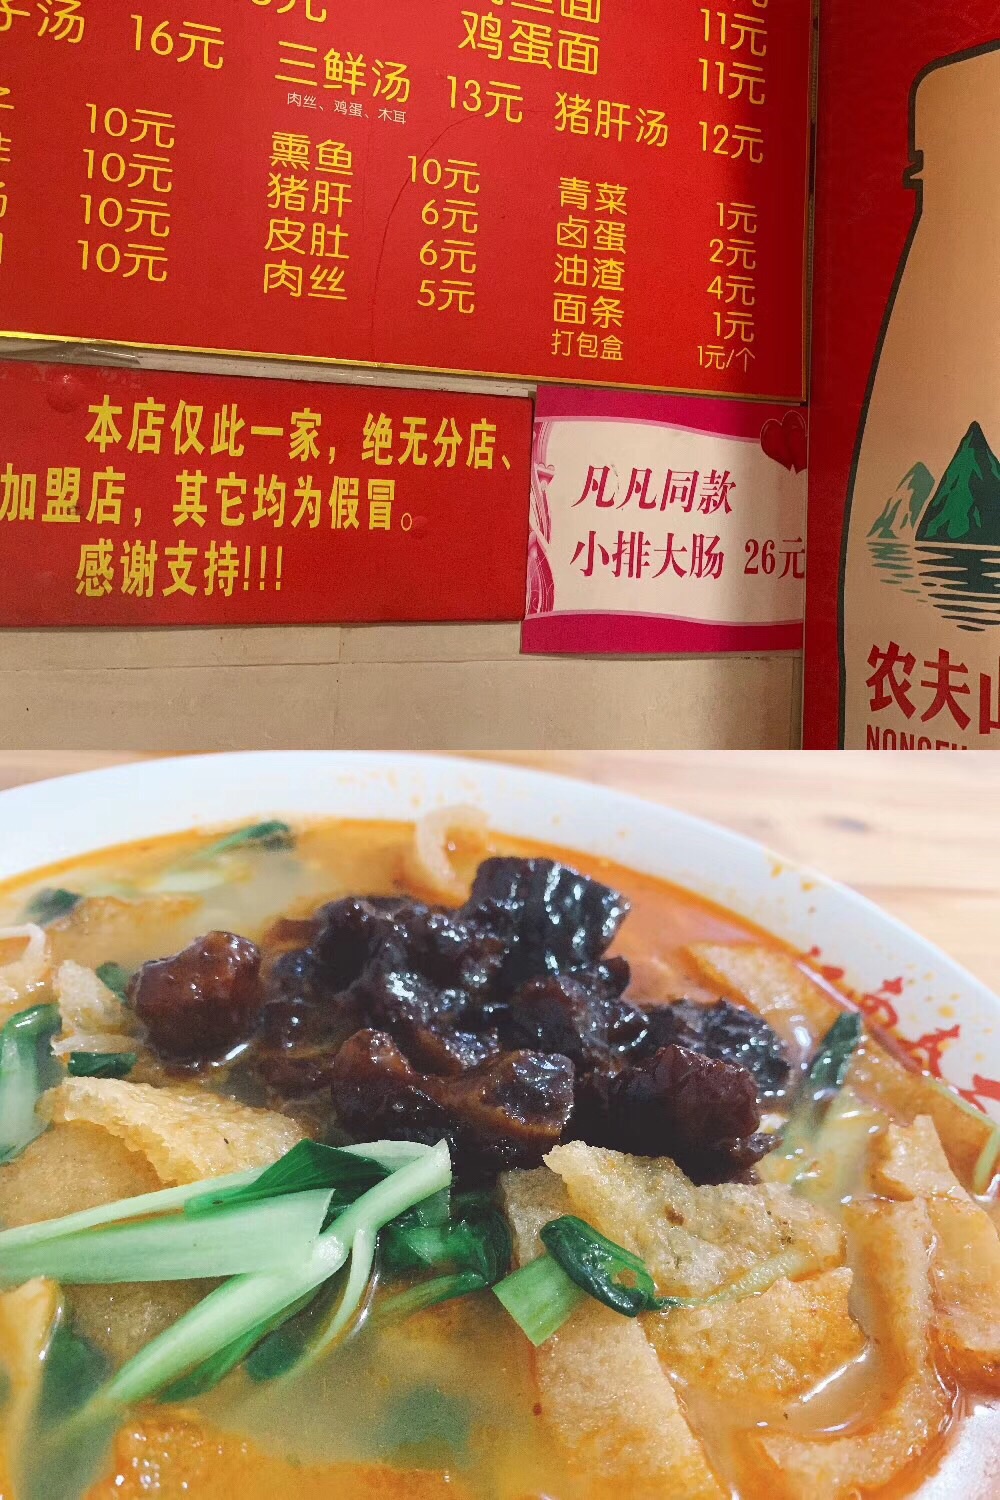 16元
三鲜汤 13元
肉丝、鸡蛋、木耳
鸡蛋面 11元
11元
猪肝汤 12元
10元
10元
10元
10元
熏鱼 10元
猪肝 6元
皮肚 6元
肉丝 5元
青菜 1元
卤蛋 2元
油渣 4元
面条 1元
打包盒 1元/个
本店仅此一家，绝无分店、
加盟店，其它均为假冒。
感谢支持!!!
凡凡同款
小排大肠 26元
农夫山